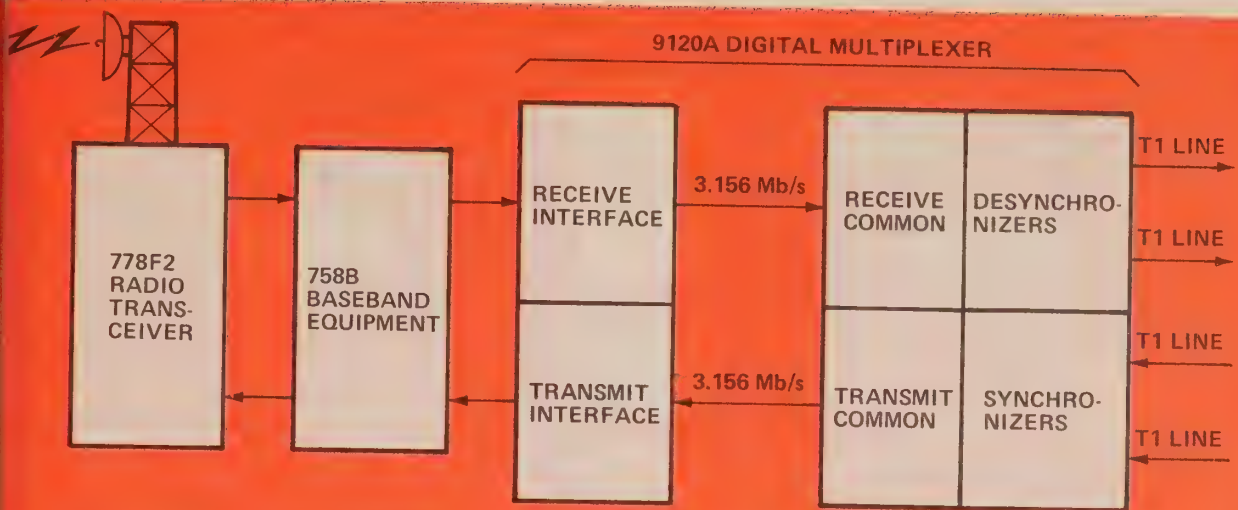 9120A DIGITAL MULTIPLEXER
778F2
RADIO
TRANS-
CEIVER
758B
BASEBAND
EQUIPMENT
RECEIVE
INTERFACE
3.156 Mb/s
RECEIVE
COMMON
DESYNCHRO-
NIZERS
T1 LINE
T1 LINE
TRANSMIT
INTERFACE
3.156 Mb/s
TRANSMIT
COMMON
SYNCHRO-
NIZERS
T1 LINE
T1 LINE